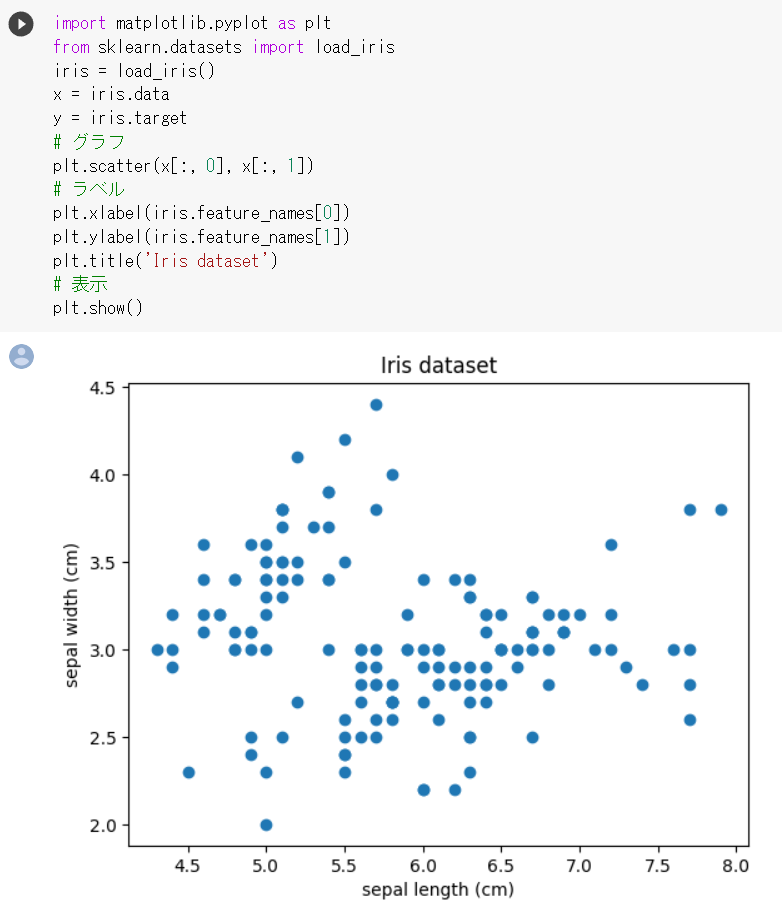 import matplotlib.pyplot as plt
from sklearn.datasets import load_iris
iris = load_iris()
x = iris.data
y = iris.target
# グラフ
plt.scatter(x[:, 0], x[:, 1])
# ラベル
plt.xlabel(iris.feature_names[0])
plt.ylabel(iris.feature_names[1])
plt.title('Iris dataset')
# 表示
plt.show()
Iris dataset
4.5
4.0
3.5
3.0
2.5
2.0
sepal width (cm)
4.5 5.0 5.5 6.0 6.5 7.0 7.5 8.0
sepal length (cm)